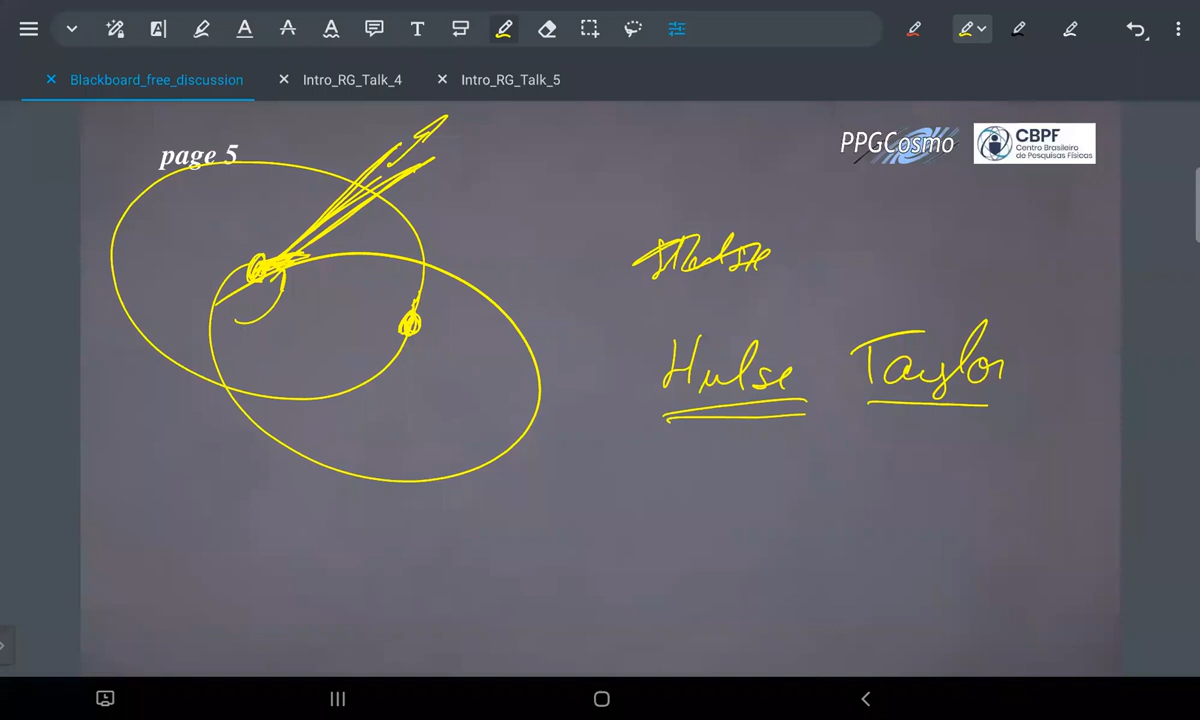 Blackboard_free_discussion Intro_RG_Talk_4 Intro_RG_Talk_5
page 5
PPGCosmo
CBPF
Centro Brasileiro
de Pesquisas Físicas
Hulse Taylor